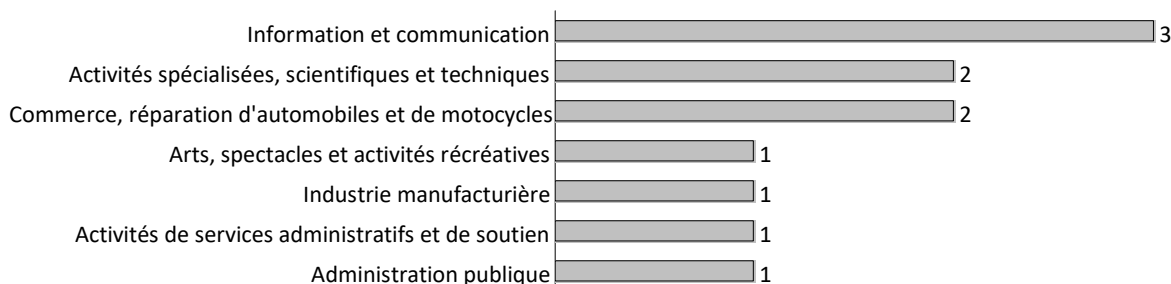 Information et communication 3
Activités spécialisées, scientifiques et techniques 2
Commerce, réparation d'automobiles et de motocycles 2
Arts, spectacles et activités récréatives 1
Industrie manufacturière 1
Activités de services administratifs et de soutien 1
Administration publique 1